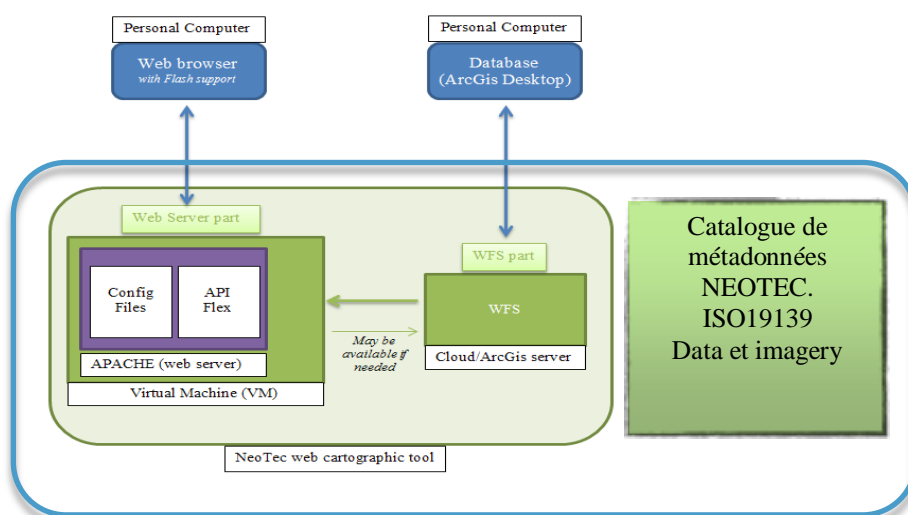 Personal Computer
Web browser
with Flash support
Personal Computer
Database
(ArcGis Desktop)
Web Server part
Config
Files
API
Flex
APACHE (web server)
Virtual Machine (VM)
May be
available if
needed
WFS part
WFS
Cloud/ArcGis server
NeoTec web cartographic tool
Catalogue de
métadonnées
NEOTEC.
ISO19139
Data et imagery